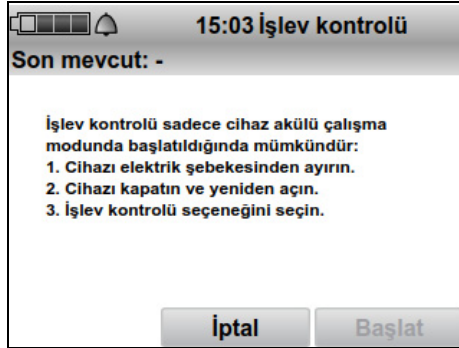 15:03 İşlev kontrolü
Son mevcut: -
İşlev kontrolü sadece cihaz akülü çalışma
modunda başlatıldığında mümkündür:
1. Cihazı elektrik şebekesinden ayırın.
2. Cihazı kapatın ve yeniden açın.
3. İşlev kontrolü seçeneğini seçin.
İptal
Başlat